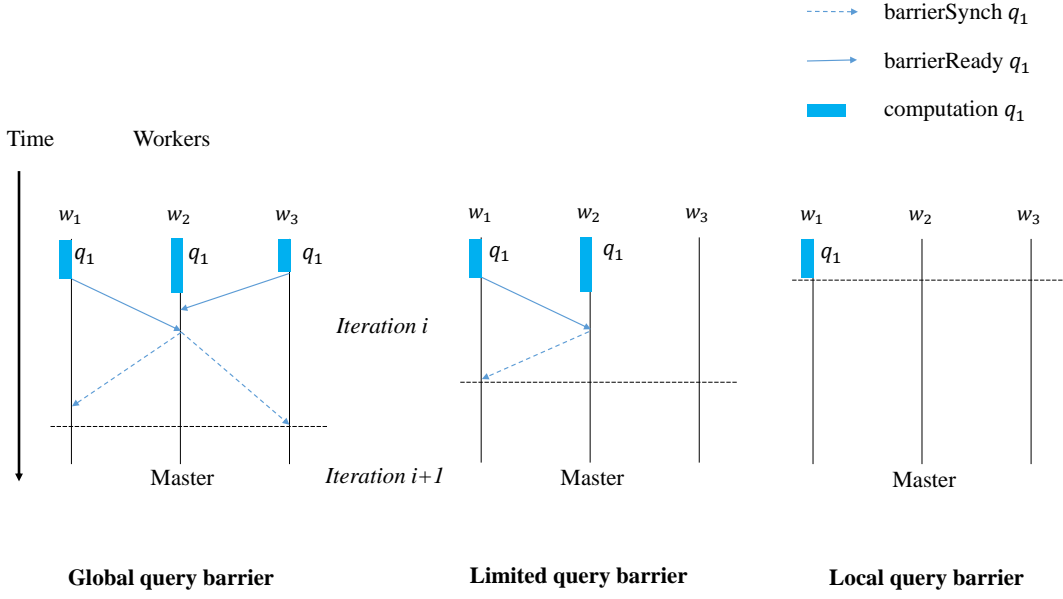 barrierSynch q₁
barrierReady q₁
computation q₁
Time Workers
w₁ w₂ w₃ w₁ w₂ w₃ w₁ w₂ w₃
q₁ q₁ q₁ q₁ q₁ q₁
Iteration i
Master Iteration i+1 Master Master
Global query barrier Limited query barrier Local query barrier